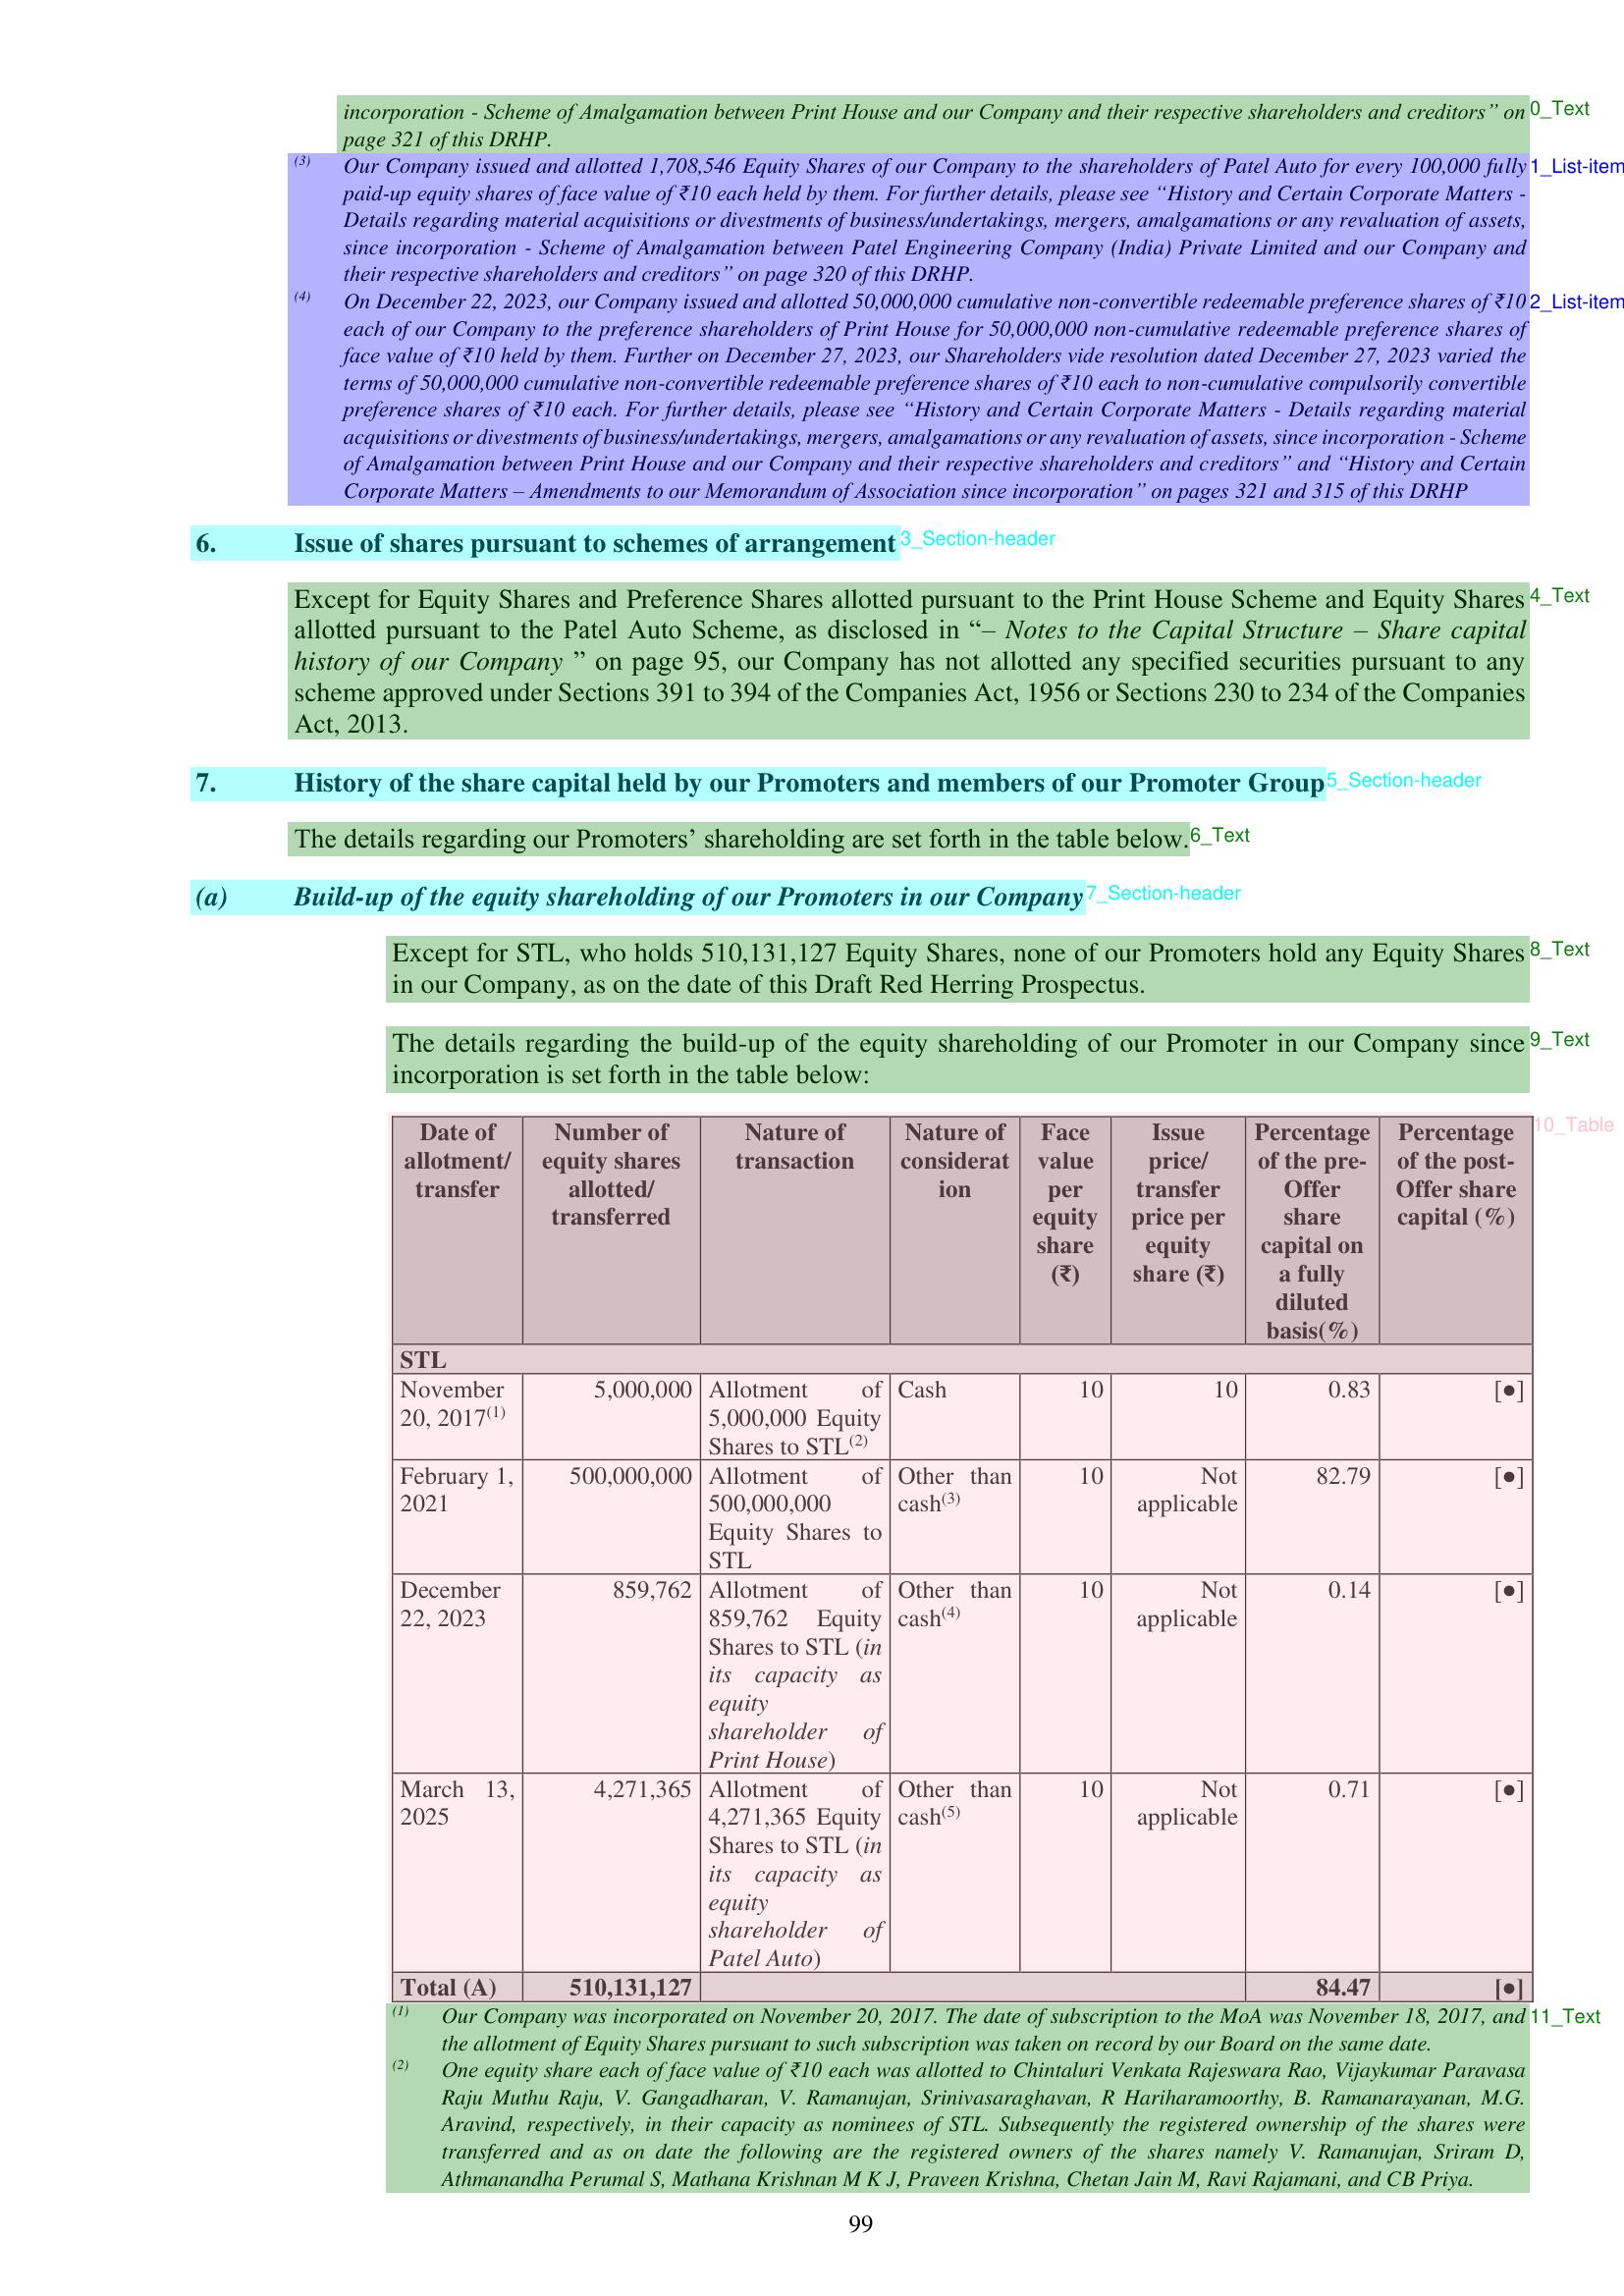 incorporation - Scheme of Amalgamation between Print House and our Company and their respective shareholders and creditors” on 0_Text
page 321 of this DRHP.
(3) Our Company issued and allotted 1,708,546 Equity Shares of our Company to the shareholders of Patel Auto for every 100,000 fully 1_List-item
paid-up equity shares of face value of ₹10 each held by them. For further details, please see “History and Certain Corporate Matters -
Details regarding material acquisitions or divestments of business/undertakings, mergers, amalgamations or any revaluation of assets,
since incorporation - Scheme of Amalgamation between Patel Engineering Company (India) Private Limited and our Company and
their respective shareholders and creditors” on page 320 of this DRHP.
(4) On December 22, 2023, our Company issued and allotted 50,000,000 cumulative non-convertible redeemable preference shares of ₹10 2_List-item
each of our Company to the preference shareholders of Print House for 50,000,000 non-cumulative redeemable preference shares of
face value of ₹10 held by them. Further on December 27, 2023, our Shareholders vide resolution dated December 27, 2023 varied the
terms of 50,000,000 cumulative non-convertible redeemable preference shares of ₹10 each to non-cumulative compulsorily convertible
preference shares of ₹10 each. For further details, please see “History and Certain Corporate Matters - Details regarding material
acquisitions or divestments of business/undertakings, mergers, amalgamations or any revaluation of assets, since incorporation - Scheme
of Amalgamation between Print House and our Company and their respective shareholders and creditors” and “History and Certain
Corporate Matters – Amendments to our Memorandum of Association since incorporation” on pages 321 and 315 of this DRHP
6. Issue of shares pursuant to schemes of arrangement 3_Section-header
Except for Equity Shares and Preference Shares allotted pursuant to the Print House Scheme and Equity Shares 4_Text
allotted pursuant to the Patel Auto Scheme, as disclosed in “– Notes to the Capital Structure – Share capital
history of our Company ” on page 95, our Company has not allotted any specified securities pursuant to any
scheme approved under Sections 391 to 394 of the Companies Act, 1956 or Sections 230 to 234 of the Companies
Act, 2013.
7. History of the share capital held by our Promoters and members of our Promoter Group 5_Section-header
The details regarding our Promoters’ shareholding are set forth in the table below. 6_Text
(a) Build-up of the equity shareholding of our Promoters in our Company 7_Section-header
Except for STL, who holds 510,131,127 Equity Shares, none of our Promoters hold any Equity Shares 8_Text
in our Company, as on the date of this Draft Red Herring Prospectus.
The details regarding the build-up of the equity shareholding of our Promoter in our Company since 9_Text
incorporation is set forth in the table below:
Date of Number of Nature of Nature of Face Issue Percentage Percentage 10_Table
allotment/ equity shares transaction considerat value price/ of the pre- of the post-
transfer allotted/ ion per transfer Offer Offer share
transferred equity price per share capital (%)
share equity capital on
(₹) share (₹) a fully
diluted
basis(%)
STL
November 5,000,000 Allotment of Cash 10 10 0.83 [●]
20, 2017(1) 5,000,000 Equity
Shares to STL(2)
February 1, 500,000,000 Allotment of Other than 10 Not 82.79 [●]
2021 500,000,000 cash(3) applicable
Equity Shares to
STL
December 859,762 Allotment of Other than 10 Not 0.14 [●]
22, 2023 859,762 Equity cash(4) applicable
Shares to STL (in
its capacity as
equity
shareholder of
Print House)
March 13, 4,271,365 Allotment of Other than 10 Not 0.71 [●]
2025 4,271,365 Equity cash(5) applicable
Shares to STL (in
its capacity as
equity
shareholder of
Patel Auto)
Total (A) 510,131,127 84.47 [●]
(1) Our Company was incorporated on November 20, 2017. The date of subscription to the MoA was November 18, 2017, and 11_Text
the allotment of Equity Shares pursuant to such subscription was taken on record by our Board on the same date.
(2) One equity share each of face value of ₹10 each was allotted to Chintaluri Venkata Rajeswara Rao, Vijaykumar Paravasa
Raju Muthu Raju, V. Gangadharan, V. Ramanujan, Srinivasaraghavan, R Hariharamoorthy, B. Ramanarayanan, M.G.
Aravind, respectively, in their capacity as nominees of STL. Subsequently the registered ownership of the shares were
transferred and as on date the following are the registered owners of the shares namely V. Ramanujan, Sriram D,
Athmanandha Perumal S, Mathana Krishnan M K J, Praveen Krishna, Chetan Jain M, Ravi Rajamani, and CB Priya.
99